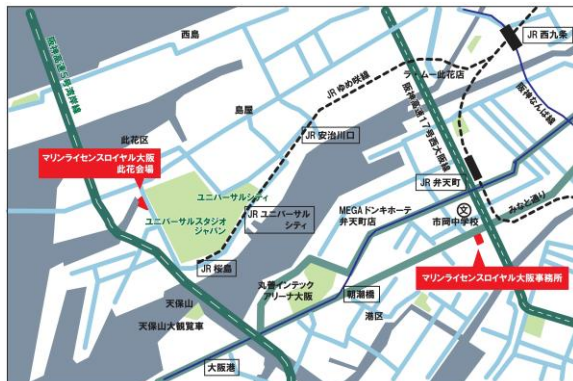 西島
JR 西九条
阪神高速5号湾岸線
JR ゆめ咲線
ラ・ムー此花店
島屋
阪神高速17号西大阪線
阪神なんば線
此花区
JR 安治川口
マリンライセンスロイヤル大阪
此花会場
ユニバーサルシティ
JR 弁天町
みなと通り
ユニバーサルスタジオ
ジャパン
JR ユニバーサル
シティ
MEGAドンキホーテ
弁天町店
文
市岡中学校
JR 桜島
丸善インテック
アリーナ大阪
朝潮橋
マリンライセンスロイヤル大阪事務所
天保山
天保山大観覧車
港区
大阪港